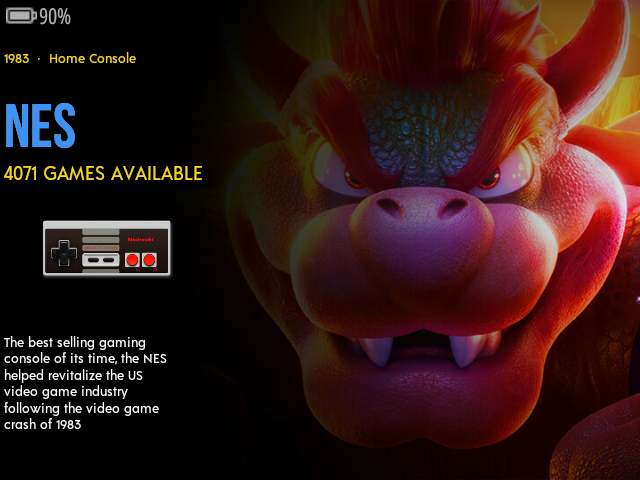 90%
1983 · Home Console
NES
4071 GAMES AVAILABLE
Nintendo
The best selling gaming
console of its time, the NES
helped revitalize the US
video game industry
following the video game
crash of 1983